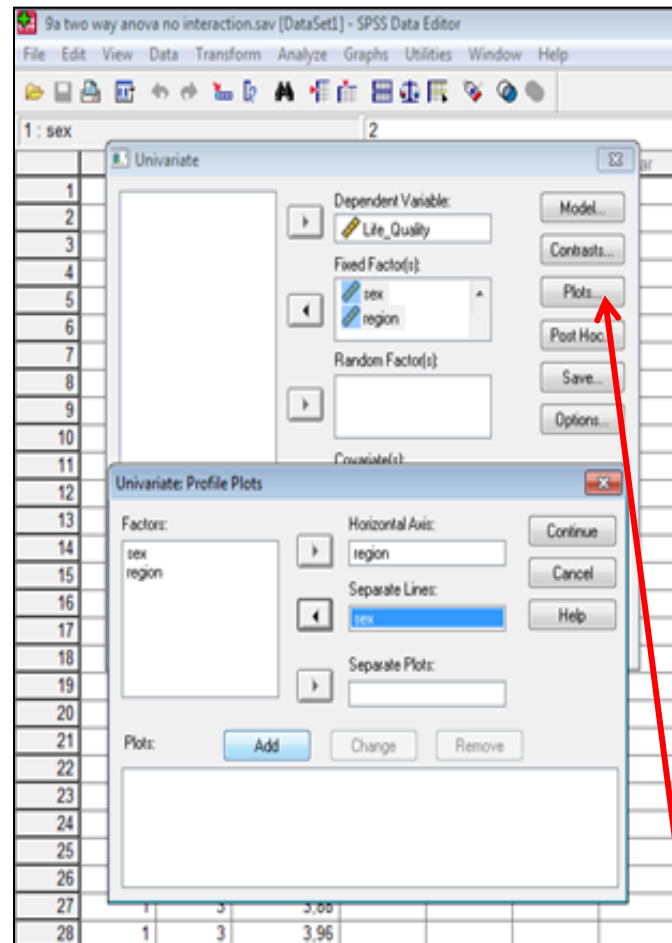 9a two way anova no interaction.sav [DataSet1] - SPSS Data Editor
File Edit View Data Transform Analyze Graphs Utilities Window Help
1 : sex 2
Univariate
ar
1
2
3
4
5
6
7
8
9
10
11
12
13
14
15
16
17
18
19
20
21
22
23
24
25
26
27 1 3 3,88
28 1 3 3,96
Dependent Variable:
Life_Quality
Fixed Factor(s):
sex
region
Random Factor(s):
Covariate(s):
Model...
Contrasts...
Plots...
Post Hoc...
Save...
Options...
Univariate: Profile Plots
Factors:
sex
region
Horizontal Axis:
region
Separate Lines:
sex
Separate Plots:
Continue
Cancel
Help
Plots:
Add
Change
Remove